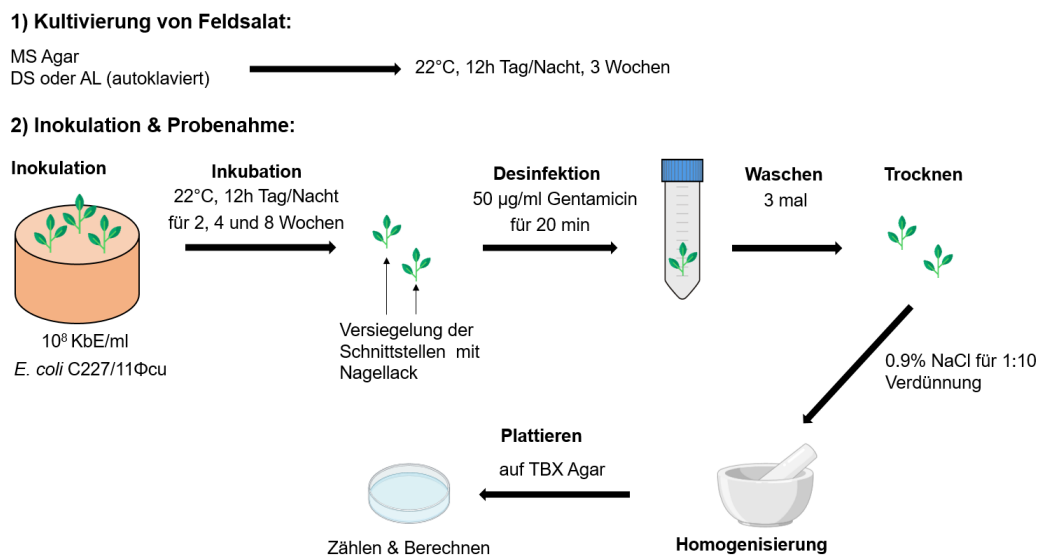 1) Kultivierung von Feldsalat:
MS Agar
DS oder AL (autoklaviert)
22°C, 12h Tag/Nacht, 3 Wochen
2) Inokulation & Probenahme:
Inokulation
10⁸ KbE/ml
E. coli C227/11Φcu
Inkubation
22°C, 12h Tag/Nacht
für 2, 4 und 8 Wochen
Versiegelung der
Schnittstellen mit
Nagellack
Desinfektion
50 µg/ml Gentamicin
für 20 min
Waschen
3 mal
Trocknen
0.9% NaCl für 1:10
Verdünnung
Homogenisierung
Plattieren
auf TBX Agar
Zählen & Berechnen